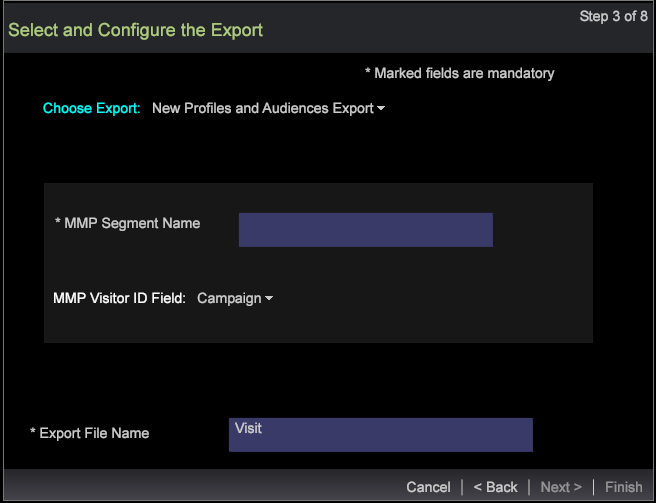 Step 3 of 8
Select and Configure the Export
* Marked fields are mandatory
Choose Export: New Profiles and Audiences Export
* MMP Segment Name
MMP Visitor ID Field: Campaign
* Export File Name Visit
Cancel | < Back | Next > | Finish